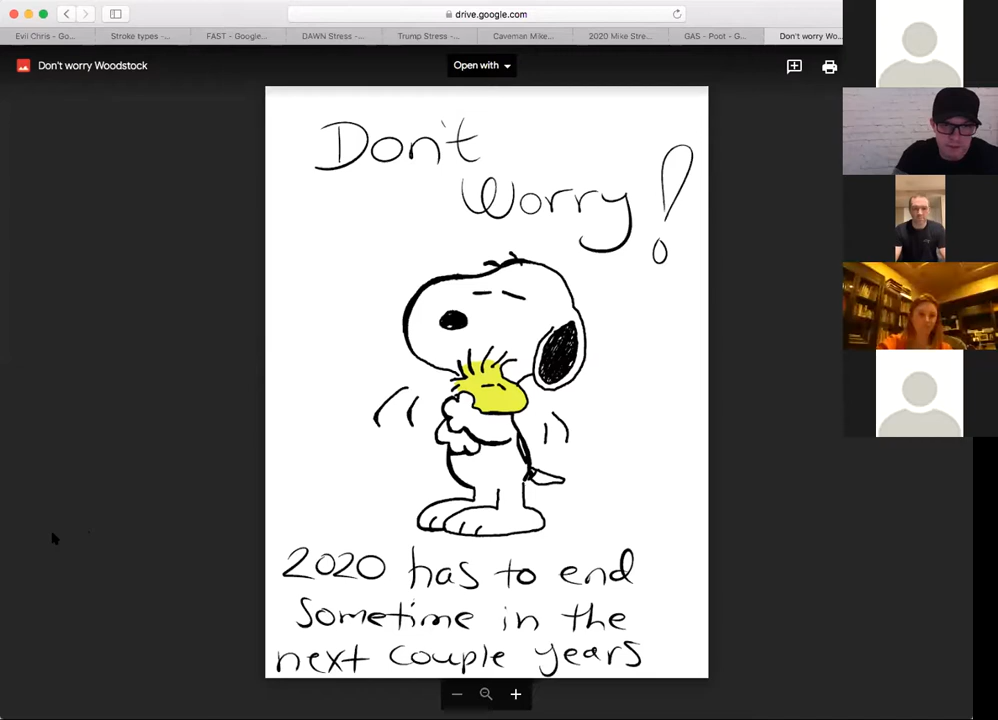 drive.google.com
Evil Chris - Go...
Stroke types -...
FAST - Google...
DAWN Stress -...
Trump Stress -...
Caveman Mike...
2020 Mike Stre...
GAS - Poot - G...
Don't worry Wo...
Don't worry Woodstock
Open with
Don't
Worry!
2020 has to end
Sometime in the
next couple years